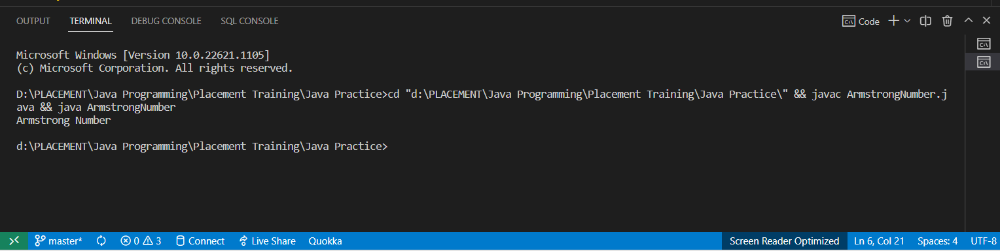 OUTPUT TERMINAL DEBUG CONSOLE SQL CONSOLE Code
Microsoft Windows [Version 10.0.22621.1105]
(c) Microsoft Corporation. All rights reserved.
D:\PLACEMENT\Java Programming\Placement Training\Java Practice>cd "d:\PLACEMENT\Java Programming\Placement Training\Java Practice\" && javac ArmstrongNumber.j
ava && java ArmstrongNumber
Armstrong Number
d:\PLACEMENT\Java Programming\Placement Training\Java Practice>
master* 0 3 Connect Live Share Quokka Screen Reader Optimized Ln 6, Col 21 Spaces: 4 UTF-8